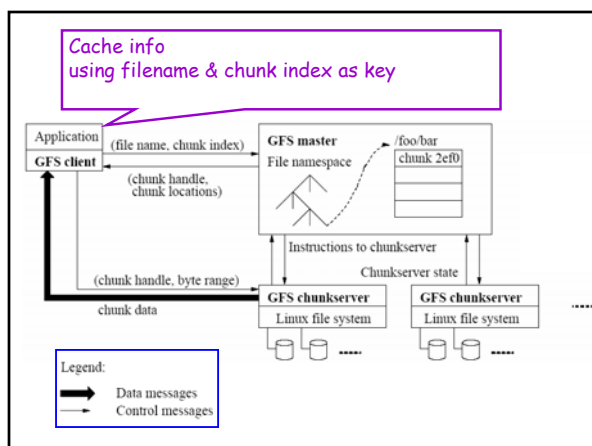 Cache info
using filename & chunk index as key
Application
GFS client
(file name, chunk index)
(chunk handle,
chunk locations)
GFS master
File namespace
/foo/bar
chunk 2ef0
Instructions to chunkserver
Chunkserver state
(chunk handle, byte range)
chunk data
GFS chunkserver
Linux file system
GFS chunkserver
Linux file system
Legend:
Data messages
Control messages